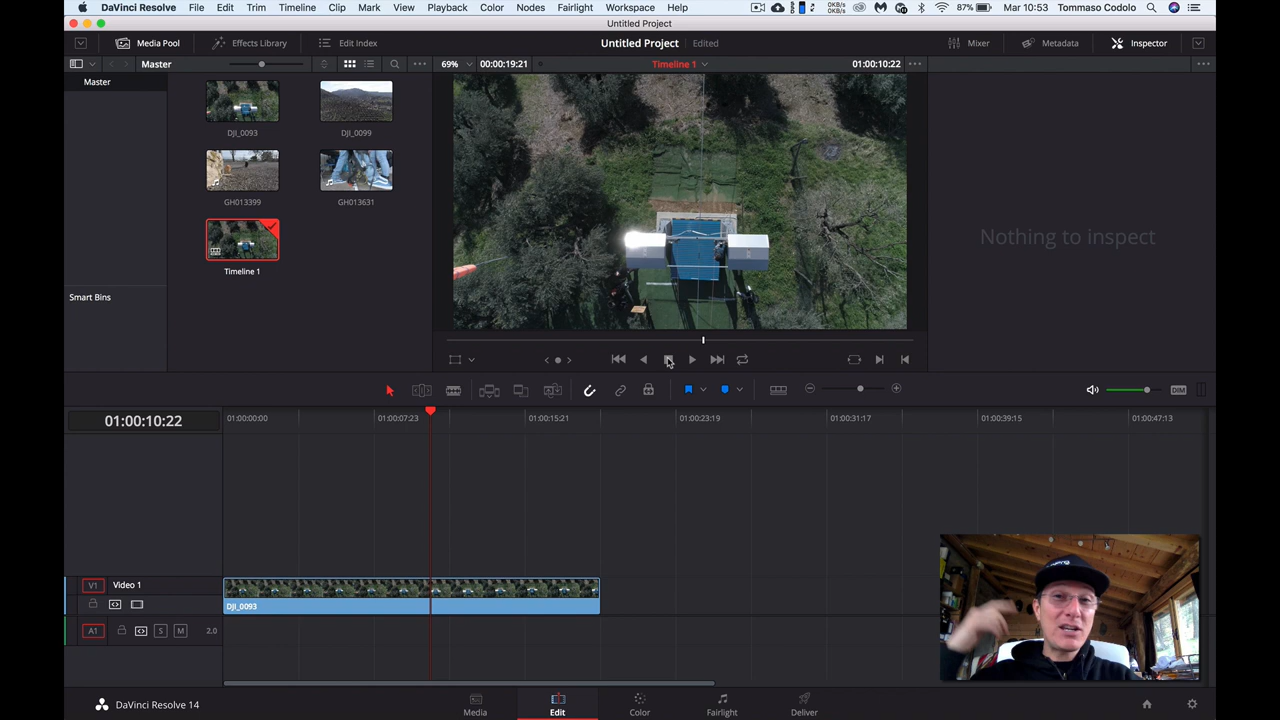 DaVinci Resolve File Edit Trim Timeline Clip Mark View Playback Color Nodes Fairlight Workspace Help 0KB/s 0KB/s 87% Mar 10:53 Tommaso Codolo
Untitled Project
Media Pool Effects Library Edit Index Untitled Project Edited Mixer Metadata Inspector
Master 69% 00:00:19:21 Timeline 1 01:00:10:22
Master
DJI_0093 DJI_0099
GH013399 GH013631
Timeline 1
Nothing to inspect
Smart Bins
DIM
01:00:10:22 01:00:00:00 01:00:07:23 01:00:15:21 01:00:23:19 01:00:31:17 01:00:39:15 01:00:47:13
V1 Video 1
DJI_0093
A1 S M 2.0
DaVinci Resolve 14 Media Edit Color Fairlight Deliver